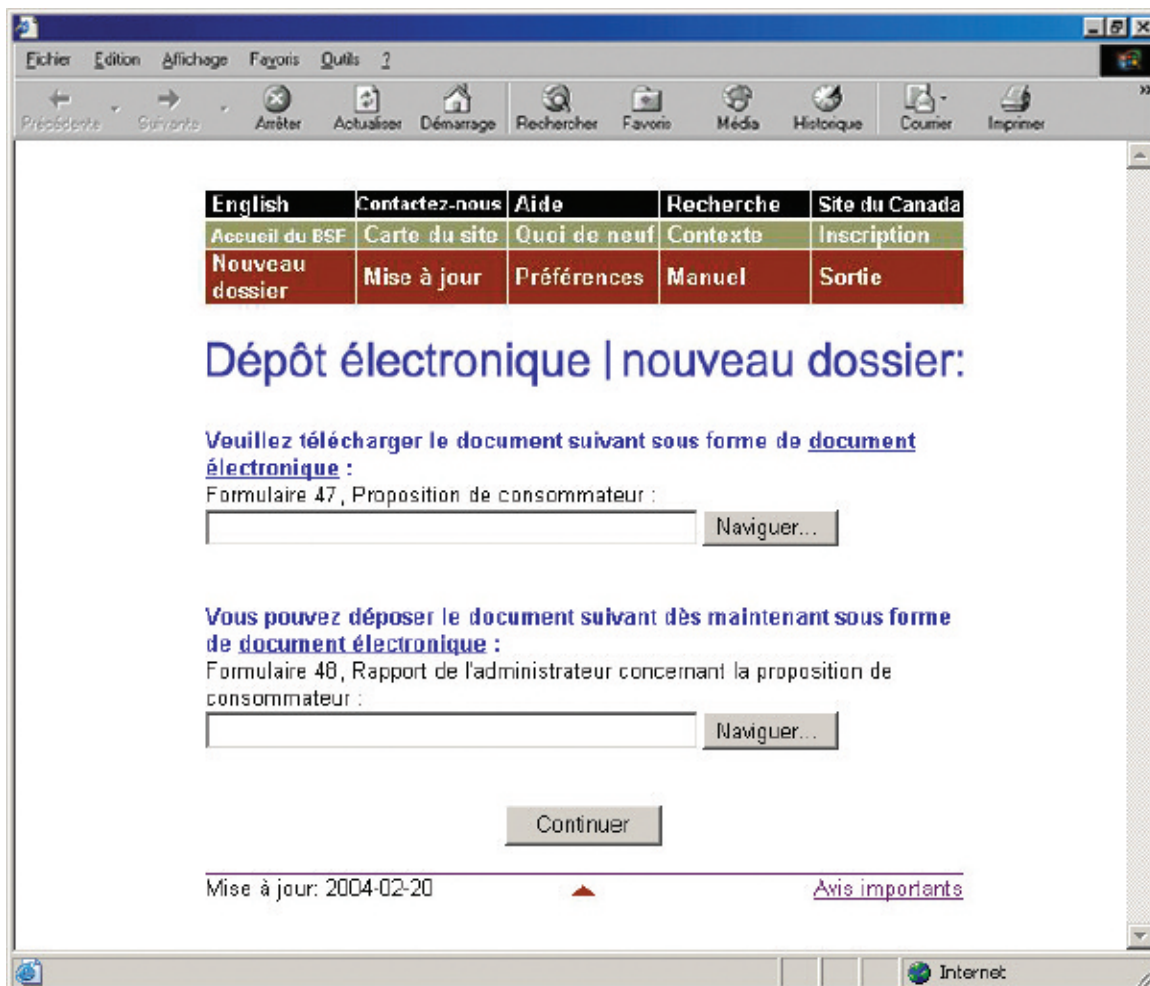 Fichier Edition Affichage Favoris Outils ?
Précédente Suivante Arrêter Actualiser Démarrage Rechercher Favoris Média Historique Courrier Imprimer »
English Contactez-nous Aide Recherche Site du Canada
Accueil du BSF Carte du site Quoi de neuf Contexte Inscription
Nouveau dossier Mise à jour Préférences Manuel Sortie
Dépôt électronique | nouveau dossier:
Veuillez télécharger le document suivant sous forme de document
électronique :
Formulaire 47, Proposition de consommateur :
Naviguer...
Vous pouvez déposer le document suivant dès maintenant sous forme
de document électronique :
Formulaire 48, Rapport de l'administrateur concernant la proposition de
consommateur :
Naviguer...
Continuer
Mise à jour: 2004-02-20 Avis importants
Internet